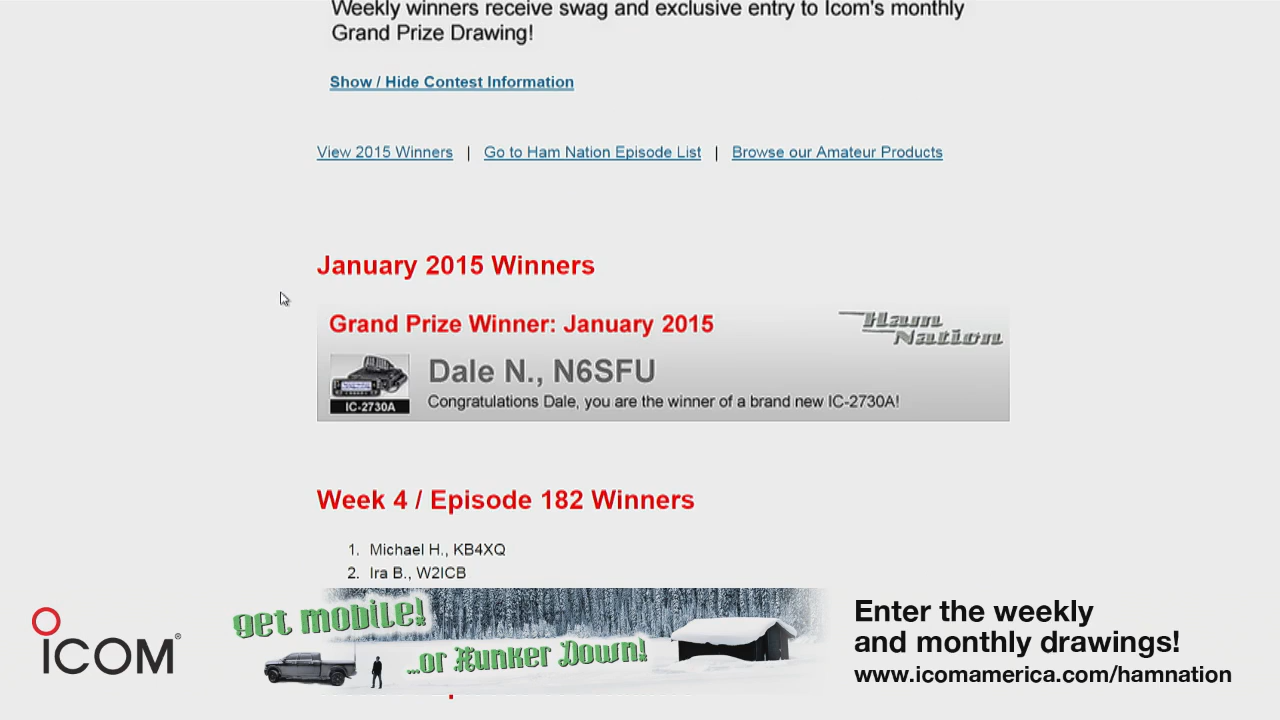 Weekly winners receive swag and exclusive entry to Icom's monthly
Grand Prize Drawing!
Show / Hide Contest Information
View 2015 Winners | Go to Ham Nation Episode List | Browse our Amateur Products
January 2015 Winners
Grand Prize Winner: January 2015
Ham
Nation
Dale N., N6SFU
IC-2730A
Congratulations Dale, you are the winner of a brand new IC-2730A!
Week 4 / Episode 182 Winners
1. Michael H., KB4XQ
2. Ira B., W2ICB
ICOM®
get mobile!
...or Hunker Down!
Enter the weekly
and monthly drawings!
www.icomamerica.com/hamnation